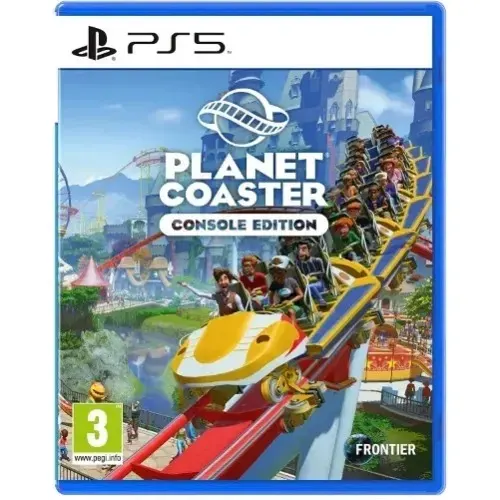 PS5
PLANET
COASTER
CONSOLE EDITION
3
www.pegi.info
FRONTIER